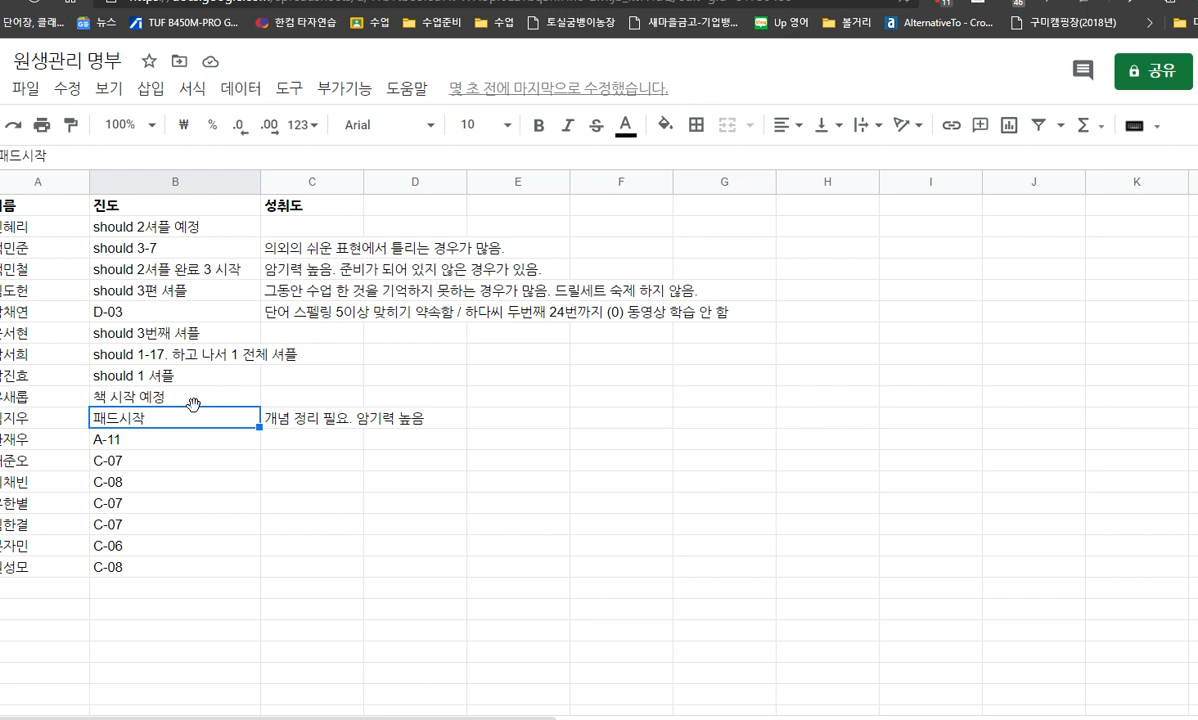 11 46
단어장, 클래... 뉴스 TUF B450M-PRO G... 한컴 타자연습 수업 수업준비 수업 토실굼벵이농장 새마을금고-기업뱅... Up 영어 볼거리 AlternativeTo - Cro... 구미캠핑장(2018년)
원생관리 명부
공유
파일 수정 보기 삽입 서식 데이터 도구 부가기능 도움말 몇 초 전에 마지막으로 수정했습니다.
100% ₩ % .0 .00 123 Arial 10 B I S A Σ
패드시작
A B C D E F G H I J K
름 진도 성취도
혜리 should 2셔플 예정
민준 should 3-7 의외의 쉬운 표현에서 틀리는 경우가 많음.
민철 should 2셔플 완료 3 시작 암기력 높음. 준비가 되어 있지 않은 경우가 있음.
도헌 should 3편 셔플 그동안 수업 한 것을 기억하지 못하는 경우가 많음. 드릴세트 숙제 하지 않음.
채연 D-03 단어 스펠링 5이상 맞히기 약속함 / 하다씨 두번째 24번까지 (0) 동영상 학습 안 함
서현 should 3번째 셔플
서희 should 1-17. 하고 나서 1 전체 셔플
진효 should 1 셔플
새롭 책 시작 예정
지우 패드시작 개념 정리 필요. 암기력 높음
재우 A-11
준오 C-07
채빈 C-08
한별 C-07
한결 C-07
자민 C-06
성모 C-08